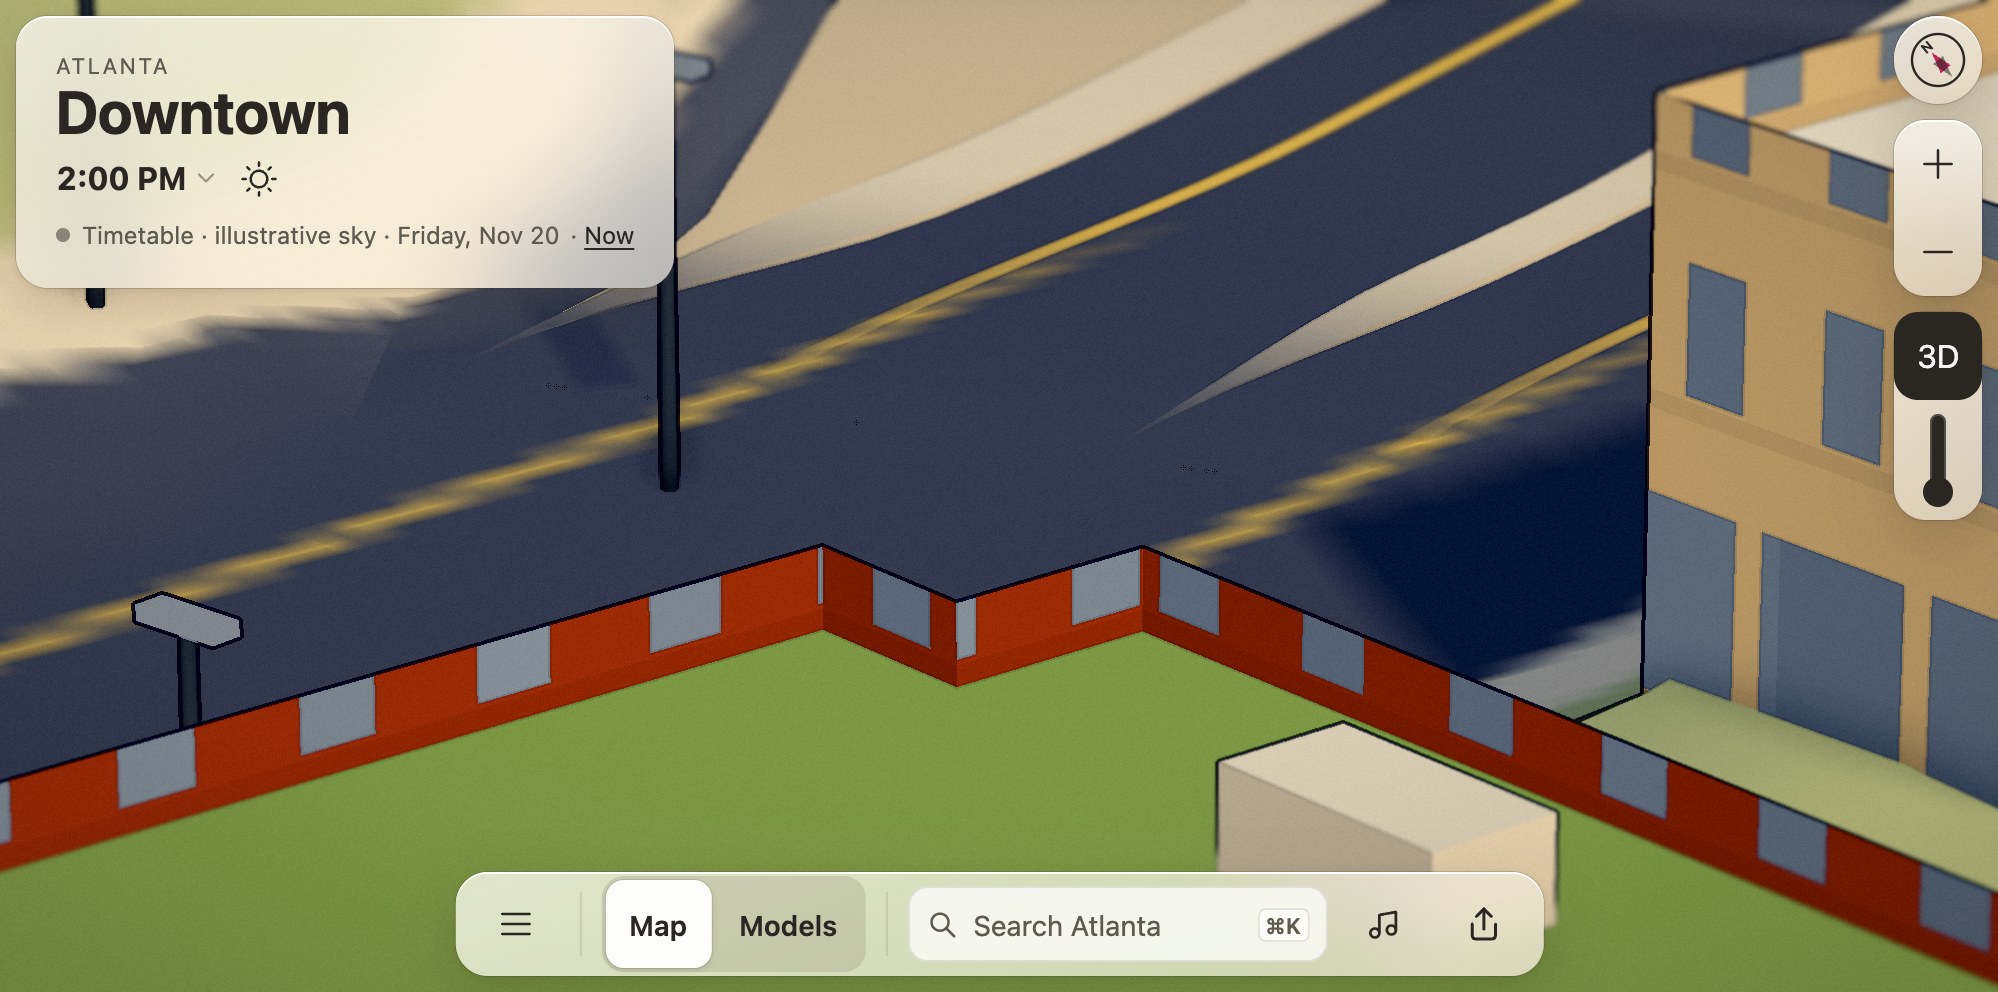 ATLANTA
Downtown
2:00 PM
Timetable · illustrative sky · Friday, Nov 20 · Now
N
3D
Map
Models
Search Atlanta
⌘K